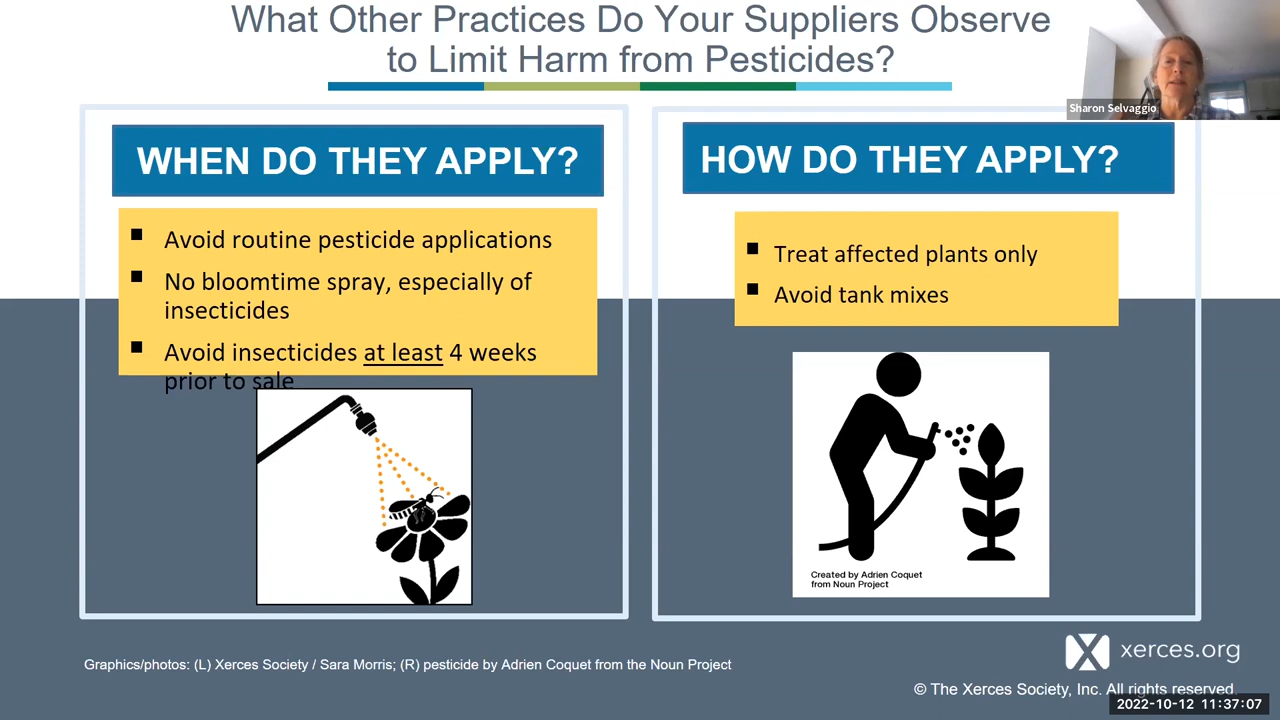 What Other Practices Do Your Suppliers Observe
to Limit Harm from Pesticides?
Sharon Selvaggio
WHEN DO THEY APPLY?
▪ Avoid routine pesticide applications
▪ No bloomtime spray, especially of
insecticides
▪ Avoid insecticides at least 4 weeks
prior to sale
HOW DO THEY APPLY?
▪ Treat affected plants only
▪ Avoid tank mixes
Created by Adrien Coquet
from Noun Project
Graphics/photos: (L) Xerces Society / Sara Morris; (R) pesticide by Adrien Coquet from the Noun Project
xerces.org
© The Xerces Society, Inc. All rights reserved.
2022-10-12 11:37:07